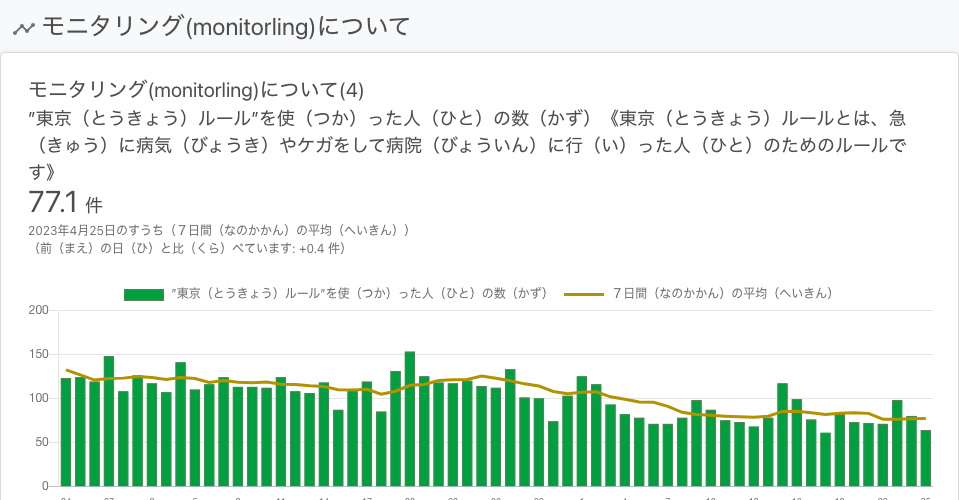 モニタリング(monitorling)について
モニタリング(monitorling)について(4)
”東京（とうきょう）ルール”を使（つか）った人（ひと）の数（かず）《東京（とうきょう）ルールとは、急
（きゅう）に病気（びょうき）やケガをして病院（びょういん）に行（い）った人（ひと）のためのルールで
す》
77.1 件
2023年4月25日のすうち（７日間（なのかかん）の平均（へいきん））
（前（まえ）の日（ひ）と比（くら）べています: +0.4 件）
”東京（とうきょう）ルール”を使（つか）った人（ひと）の数（かず） ７日間（なのかかん）の平均（へいきん）
200
150
100
50
0